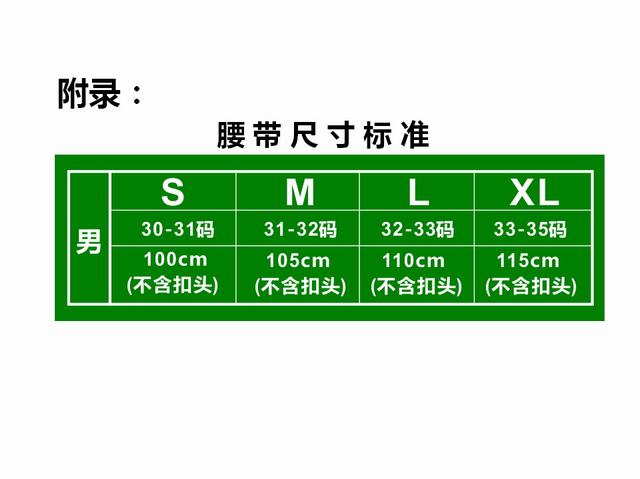 附录：
腰带尺寸标准
男 S M L XL
30-31码 31-32码 32-33码 33-35码
100cm 105cm 110cm 115cm
(不含扣头) (不含扣头) (不含扣头) (不含扣头)